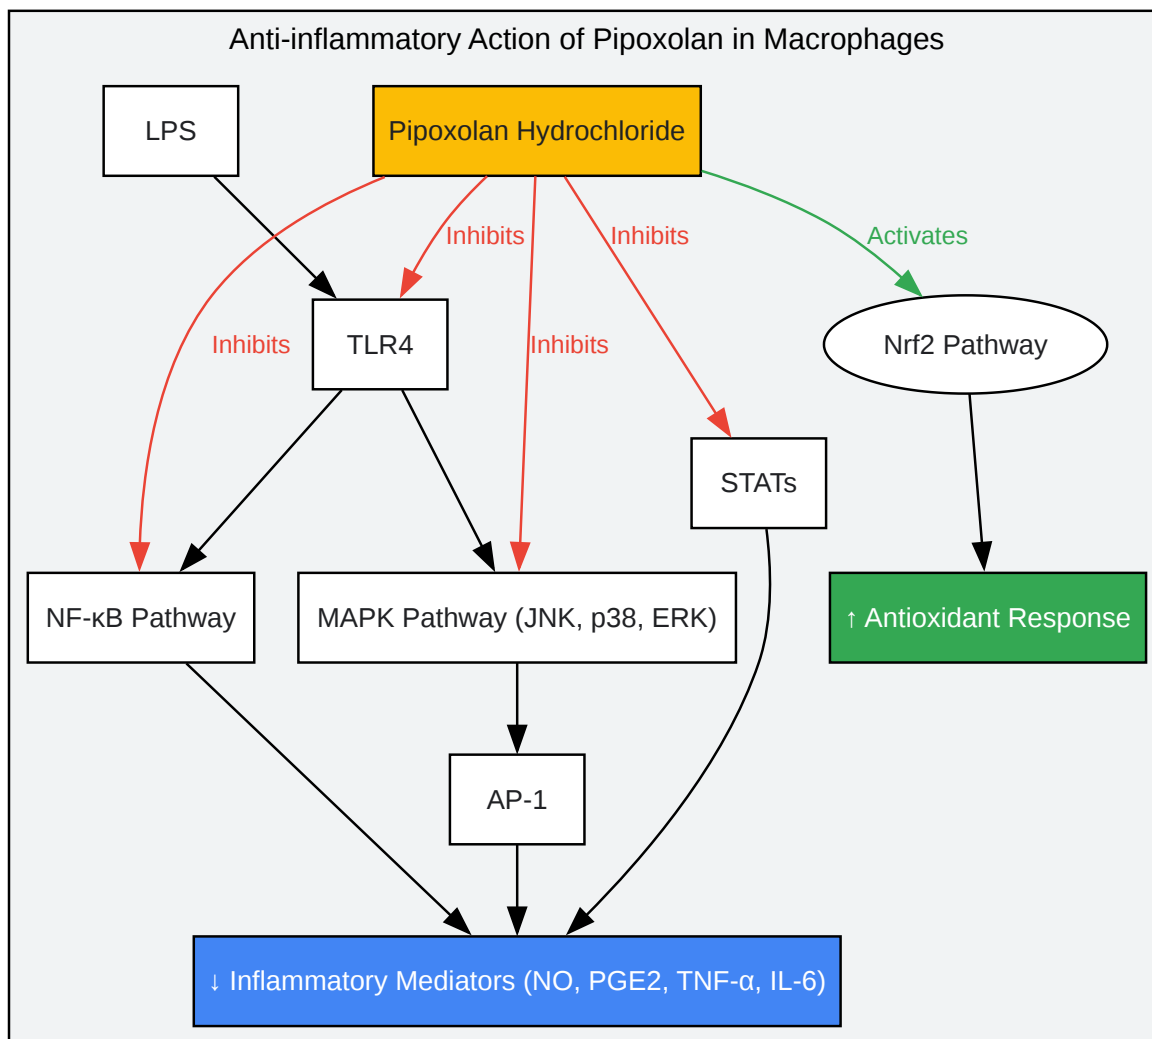 Anti-inflammatory Action of Pipoxolan in Macrophages
LPS
Pipoxolan Hydrochloride
Inhibits
Inhibits
Activates
Inhibits
TLR4
Inhibits
Nrf2 Pathway
STATs
NF-κB Pathway
MAPK Pathway (JNK, p38, ERK)
↑ Antioxidant Response
AP-1
↓ Inflammatory Mediators (NO, PGE2, TNF-α, IL-6)